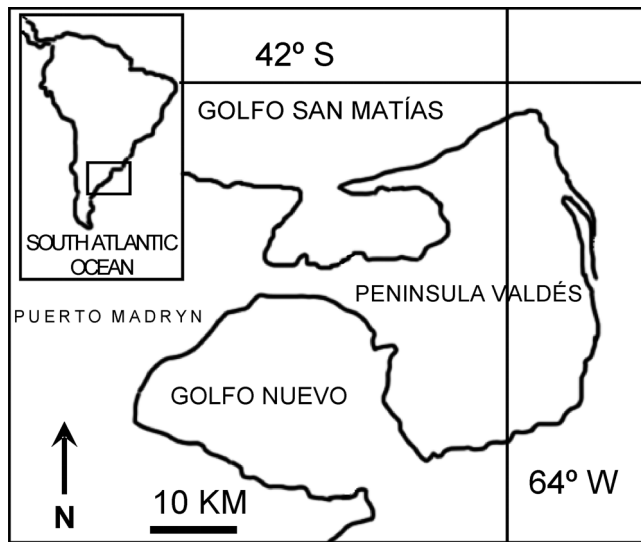 42º S
GOLFO SAN MATÍAS
SOUTH ATLANTIC
OCEAN
PENINSULA VALDÉS
PUERTO MADRYN
GOLFO NUEVO
64º W
10 KM
N